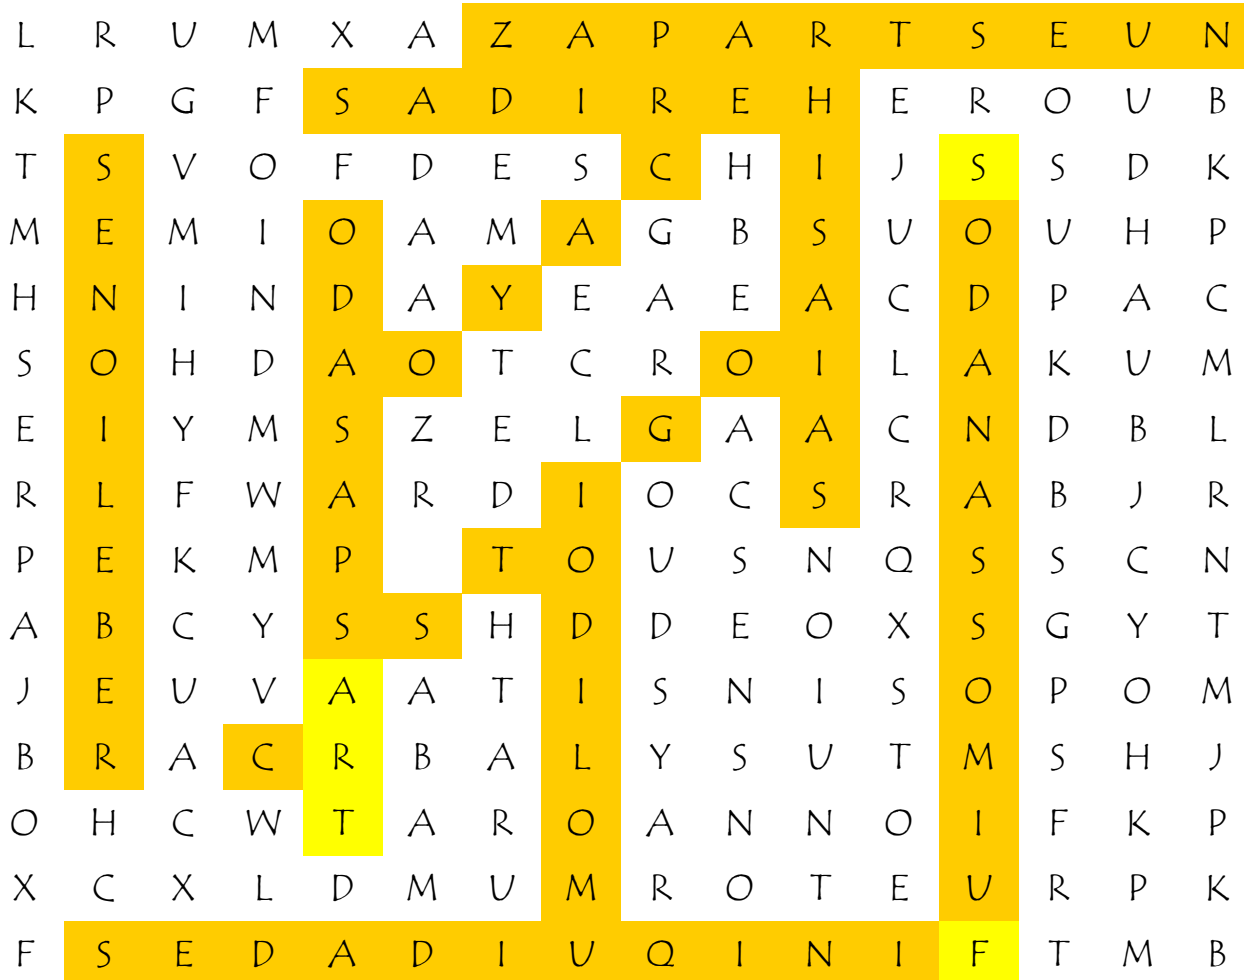 L R U M X A Z A P A R T S E U N
K P G F S A D I R E H E R O U B
T S V O F D E S C H I J S S D K
M E M I O A M A G B S U O U H P
H N I N D A Y E A E A C D P A C
S O H D A O T C R O I L A K U M
E I Y M S Z E L G A A C N D B L
R L F W A R D I O C S R A B J R
P E K M P T O U S N Q S S C N
A B C Y S S H D D E O X S G Y T
J E U V A A T I S N I S O P O M
B R A C R B A L Y S U T M S H J
O H C W T A R O A N N O I F K P
X C X L D M U M R O T E U R P K
F S E D A D I U Q I N I F T M B